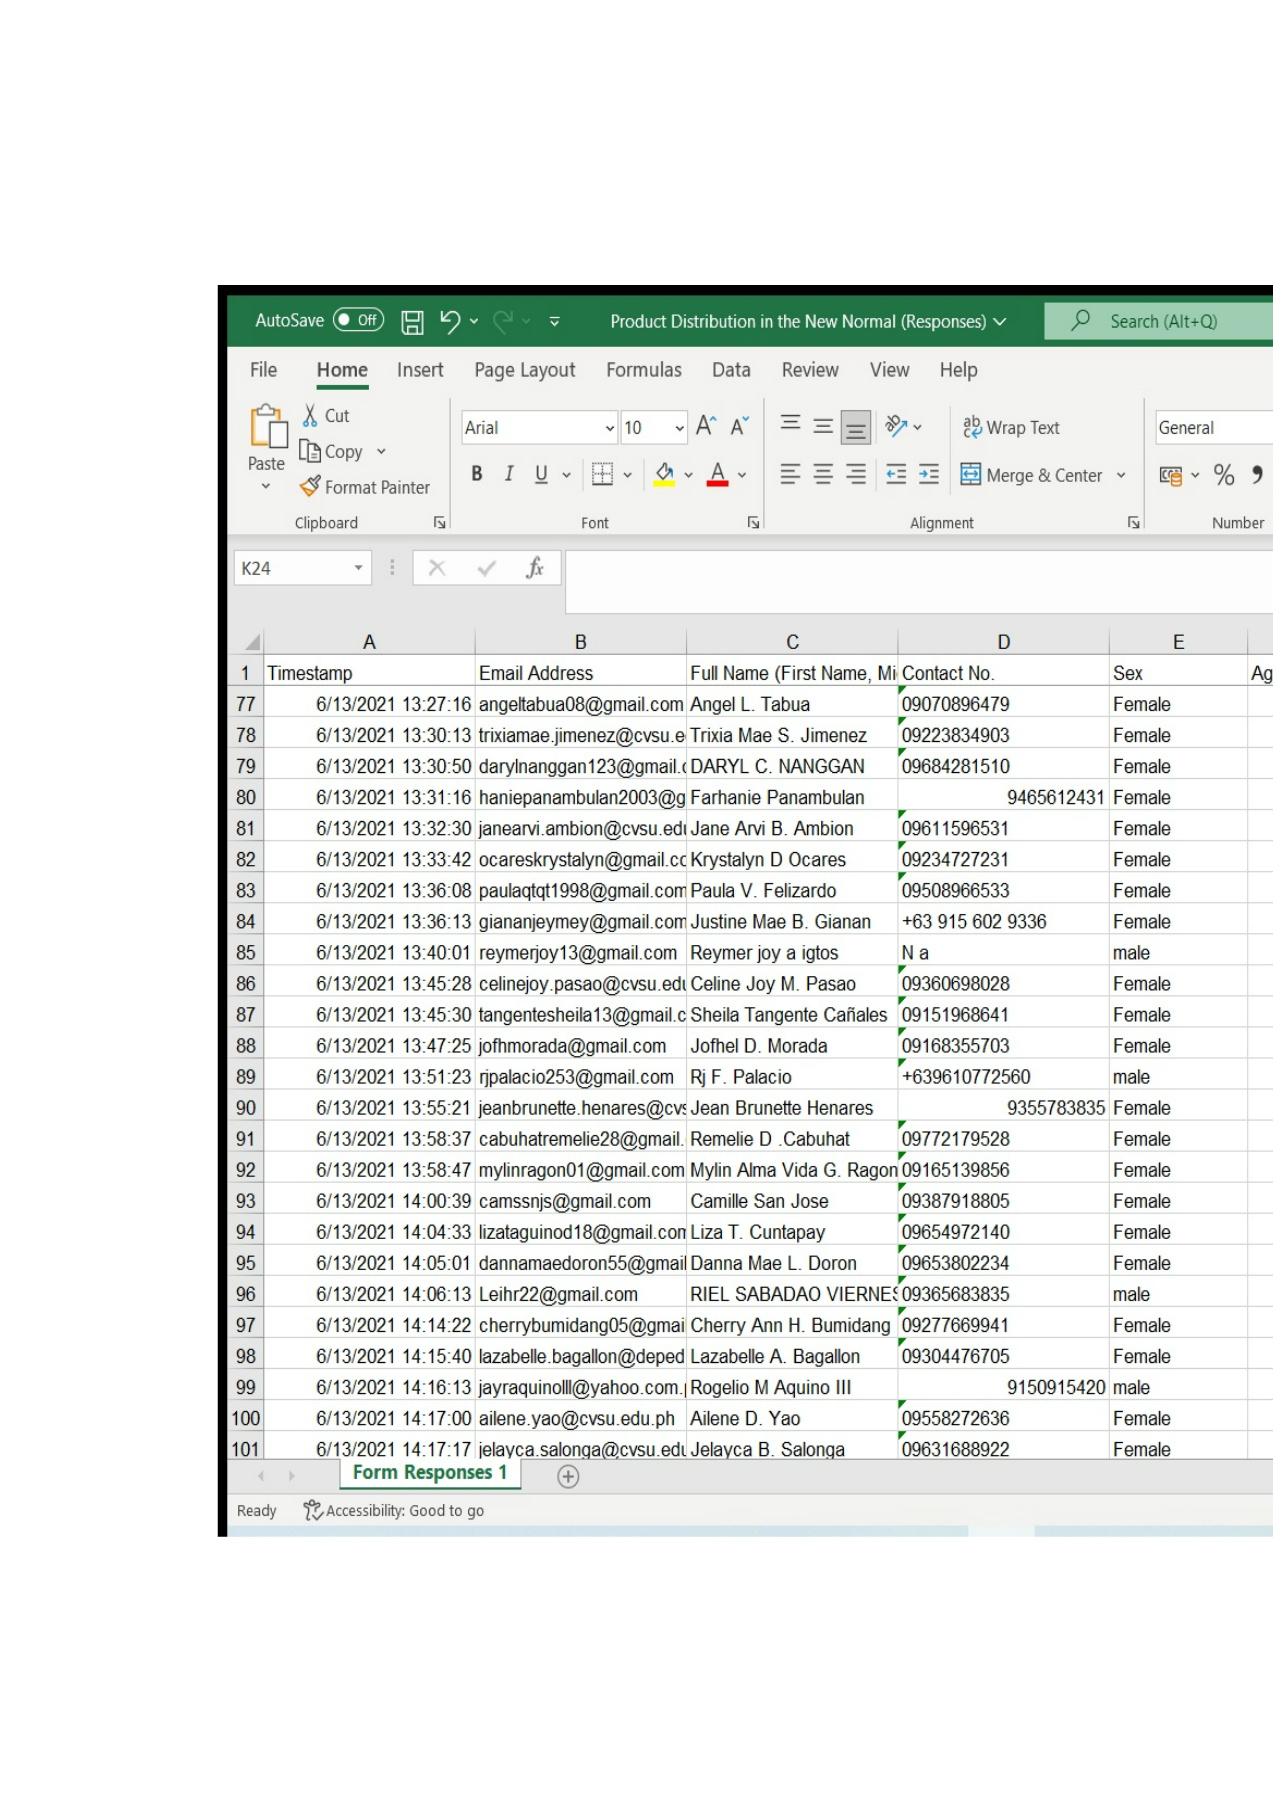 AutoSave Off Product Distribution in the New Normal (Responses) Search (Alt+Q)
File Home Insert Page Layout Formulas Data Review View Help
Cut
Copy
Format Painter
Paste
Arial 10
B I U
Wrap Text
Merge & Center
General
%
Clipboard Font Alignment Number
K24 fx
A B C D E
1 Timestamp Email Address Full Name (First Name, Mi Contact No. Sex Ag
77 6/13/2021 13:27:16 angeltabua08@gmail.com Angel L. Tabua 09070896479 Female
78 6/13/2021 13:30:13 trixiamae.jimenez@cvsu.e Trixia Mae S. Jimenez 09223834903 Female
79 6/13/2021 13:30:50 darylnanggan123@gmail.c DARYL C. NANGGAN 09684281510 Female
80 6/13/2021 13:31:16 haniepanambulan2003@g Farhanie Panambulan 9465612431 Female
81 6/13/2021 13:32:30 janearvi.ambion@cvsu.edu Jane Arvi B. Ambion 09611596531 Female
82 6/13/2021 13:33:42 ocareskrystalyn@gmail.co Krystalyn D Ocares 09234727231 Female
83 6/13/2021 13:36:08 paulaqtqt1998@gmail.com Paula V. Felizardo 09508966533 Female
84 6/13/2021 13:36:13 giananjeymey@gmail.com Justine Mae B. Gianan +63 915 602 9336 Female
85 6/13/2021 13:40:01 reymerjoy13@gmail.com Reymer joy a igtos N a male
86 6/13/2021 13:45:28 celinejoy.pasao@cvsu.edu Celine Joy M. Pasao 09360698028 Female
87 6/13/2021 13:45:30 tangentesheila13@gmail.c Sheila Tangente Cañales 09151968641 Female
88 6/13/2021 13:47:25 jofhmorada@gmail.com Jofhel D. Morada 09168355703 Female
89 6/13/2021 13:51:23 rjpalacio253@gmail.com Rj F. Palacio +639610772560 male
90 6/13/2021 13:55:21 jeanbrunette.henares@cvs Jean Brunette Henares 9355783835 Female
91 6/13/2021 13:58:37 cabuhatremelie28@gmail. Remelie D .Cabuhat 09772179528 Female
92 6/13/2021 13:58:47 mylinragon01@gmail.com Mylin Alma Vida G. Ragon 09165139856 Female
93 6/13/2021 14:00:39 camssnjs@gmail.com Camille San Jose 09387918805 Female
94 6/13/2021 14:04:33 lizataguinod18@gmail.com Liza T. Cuntapay 09654972140 Female
95 6/13/2021 14:05:01 dannamaedoron55@gmail Danna Mae L. Doron 09653802234 Female
96 6/13/2021 14:06:13 Leihr22@gmail.com RIEL SABADAO VIERNES 09365683835 male
97 6/13/2021 14:14:22 cherrybumidang05@gmai Cherry Ann H. Bumidang 09277669941 Female
98 6/13/2021 14:15:40 lazabelle.bagallon@deped Lazabelle A. Bagallon 09304476705 Female
99 6/13/2021 14:16:13 jayraquinolll@yahoo.com. Rogelio M Aquino III 9150915420 male
100 6/13/2021 14:17:00 ailene.yao@cvsu.edu.ph Ailene D. Yao 09558272636 Female
101 6/13/2021 14:17:17 jelayca.salonga@cvsu.edu Jelayca B. Salonga 09631688922 Female
Form Responses 1
Ready Accessibility: Good to go